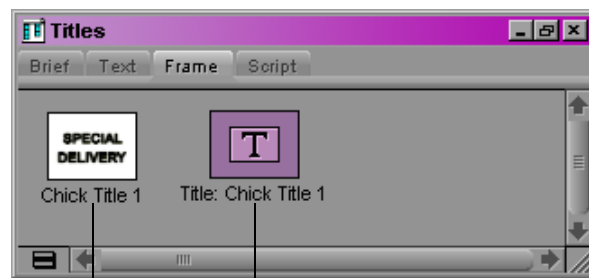 Titles
Brief Text Frame Script
SPECIAL
DELIVERY
T
Chick Title 1 Title: Chick Title 1